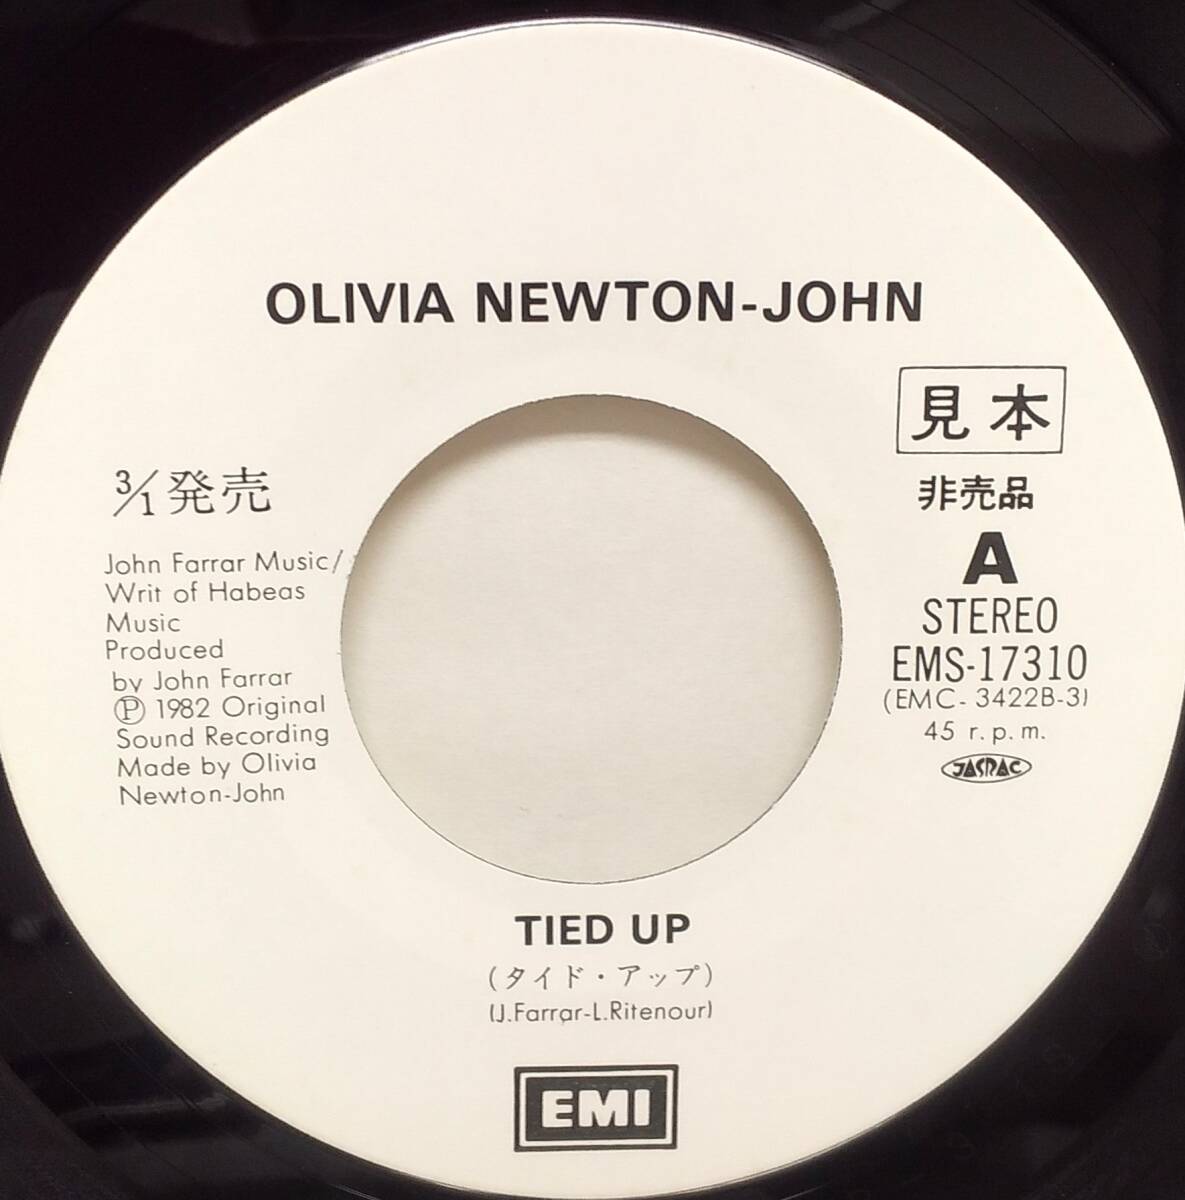 OLIVIA NEWTON-JOHN
見本
非売品
3/1発売
A
STEREO
EMS-17310
(EMC-3422B-3)
45 r.p.m.
JASRAC
John Farrar Music/
Writ of Habeas
Music
Produced
by John Farrar
Ⓟ 1982 Original
Sound Recording
Made by Olivia
Newton-John
TIED UP
(タイド・アップ)
(J.Farrar-L.Ritenour)
EMI